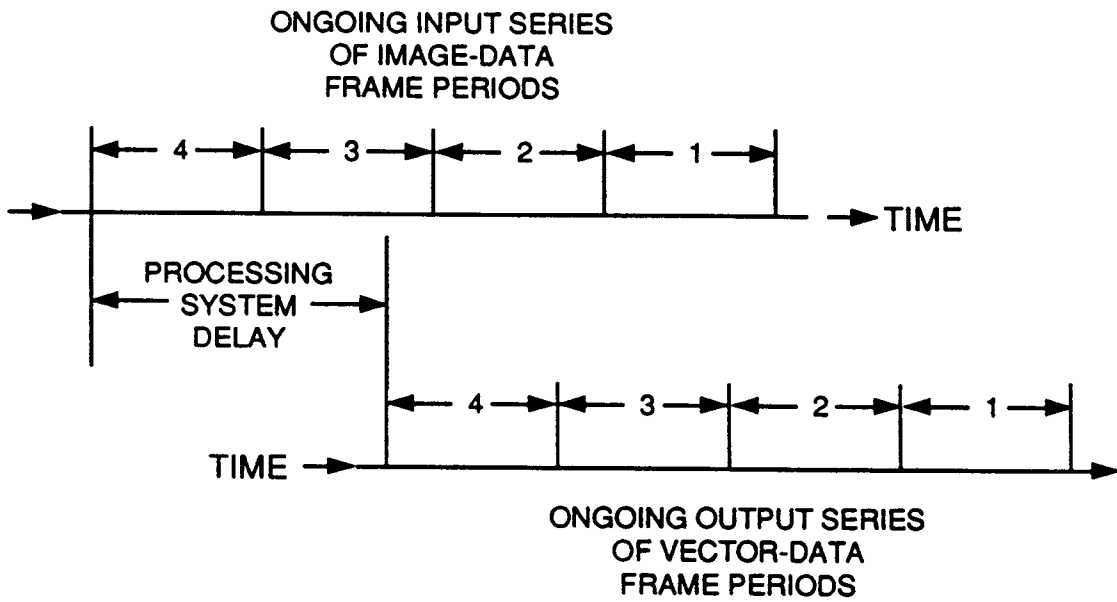 ONGOING INPUT SERIES
OF IMAGE-DATA
FRAME PERIODS
4 3 2 1
TIME
PROCESSING
SYSTEM
DELAY
4 3 2 1
TIME
ONGOING OUTPUT SERIES
OF VECTOR-DATA
FRAME PERIODS